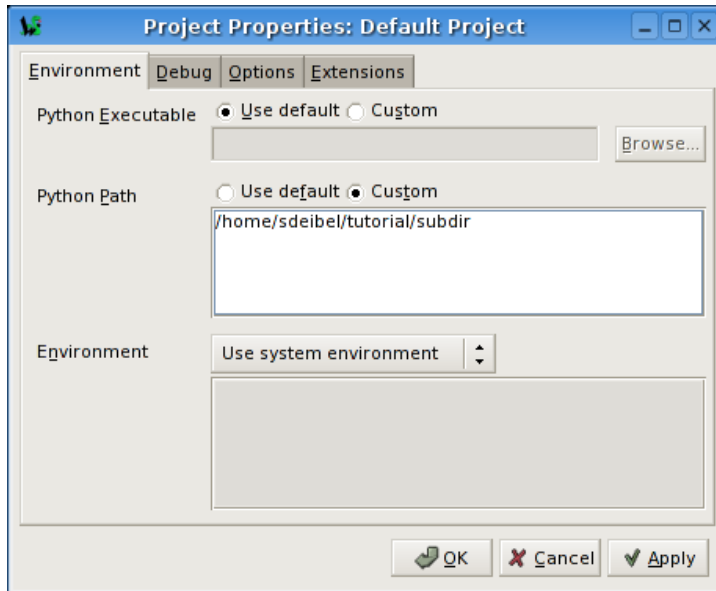 Project Properties: Default Project
Environment Debug Options Extensions
Python Executable Use default Custom
Browse...
Python Path Use default Custom
/home/sdeibel/tutorial/subdir
Environment Use system environment
OK Cancel Apply